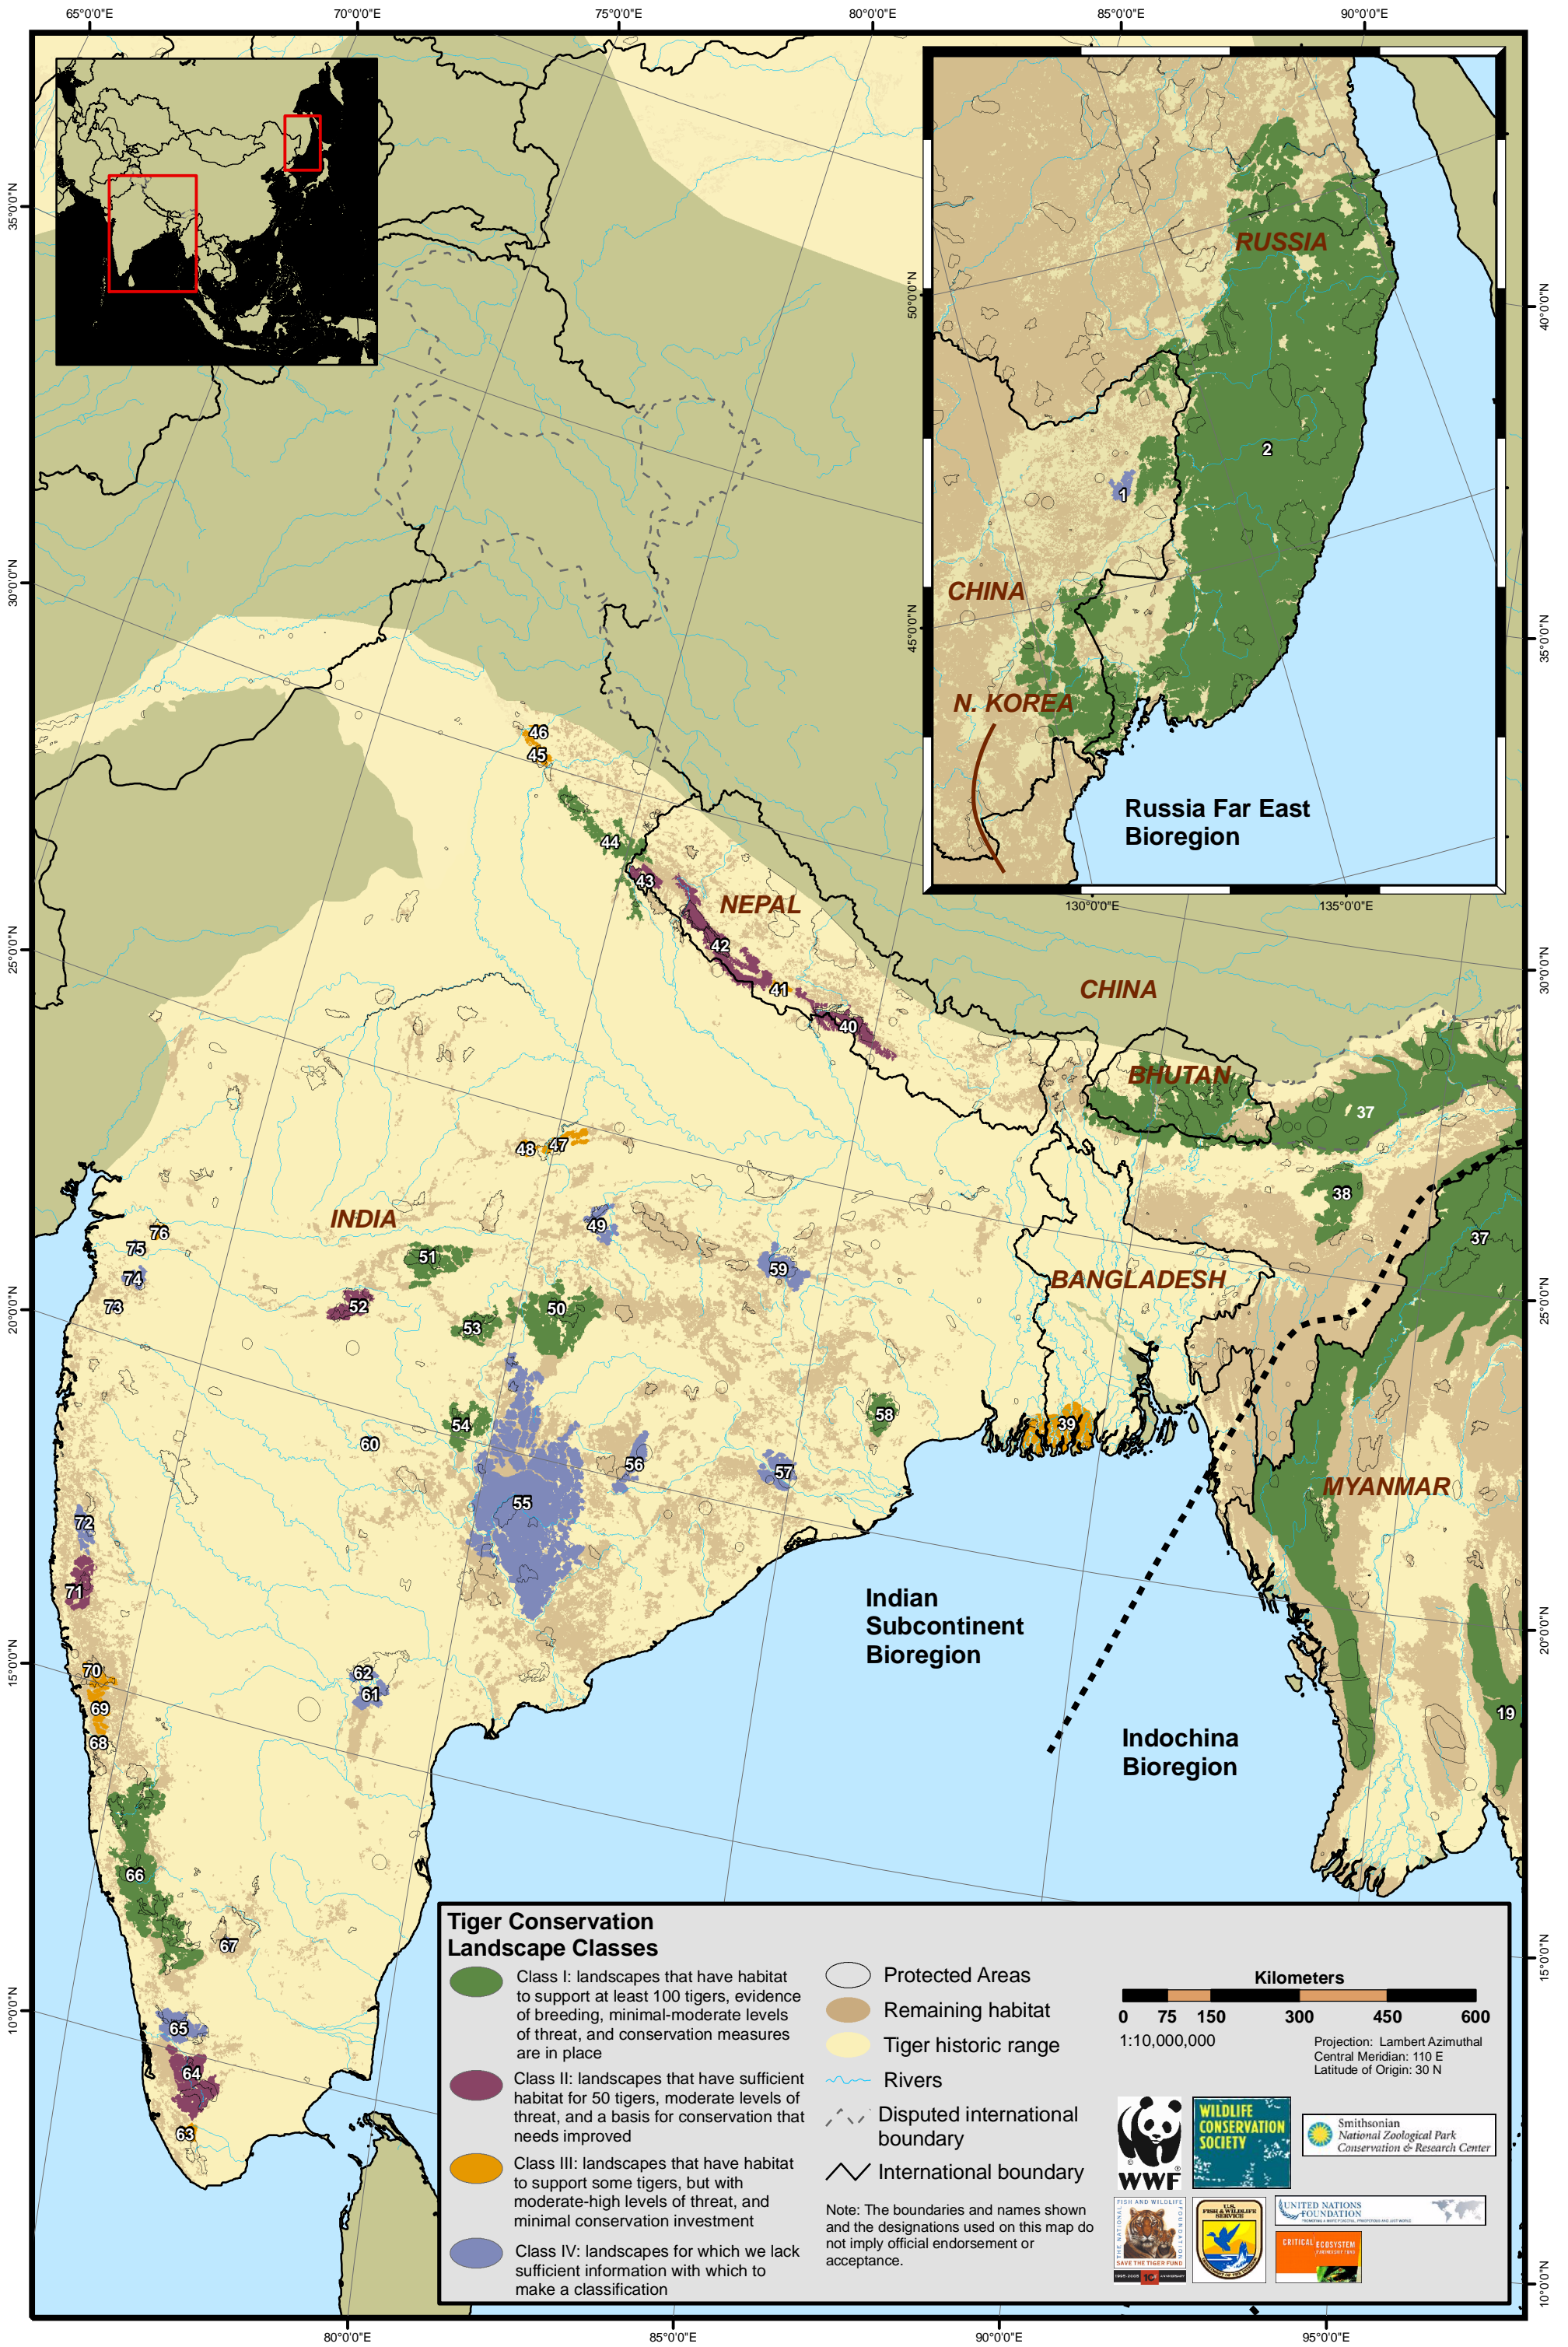 65°0'0"E
70°0'0"E
75°0'0"E
80°0'0"E
85°0'0"E
90°0'0"E
35°0'0"N
30°0'0"N
25°0'0"N
20°0'0"N
15°0'0"N
10°0'0"N
40°0'0"N
35°0'0"N
30°0'0"N
25°0'0"N
20°0'0"N
15°0'0"N
10°0'0"N
50°0'0"N
45°0'0"N
RUSSIA
2
1
CHINA
N. KOREA
Russia Far East
Bioregion
130°0'0"E
135°0'0"E
46
45
44
43
NEPAL
42
41
40
CHINA
BHUTAN
37
38
37
48
47
INDIA
49
76
75
74
73
51
52
50
53
59
BANGLADESH
54
60
58
39
56
57
55
MYANMAR
72
71
Indian
Subcontinent
Bioregion
70
69
68
62
61
19
Indochina
Bioregion
66
67
65
64
63
Tiger Conservation
Landscape Classes
Class I: landscapes that have habitat
to support at least 100 tigers, evidence
of breeding, minimal-moderate levels
of threat, and conservation measures
are in place
Class II: landscapes that have sufficient
habitat for 50 tigers, moderate levels of
threat, and a basis for conservation that
needs improved
Class III: landscapes that have habitat
to support some tigers, but with
moderate-high levels of threat, and
minimal conservation investment
Class IV: landscapes for which we lack
sufficient information with which to
make a classification
Protected Areas
Remaining habitat
Tiger historic range
Rivers
Disputed international
boundary
International boundary
Note: The boundaries and names shown
and the designations used on this map do
not imply official endorsement or
acceptance.
Kilometers
0 75 150 300 450 600
1:10,000,000
Projection: Lambert Azimuthal
Central Meridian: 110 E
Latitude of Origin: 30 N
WWF
WILDLIFE
CONSERVATION
SOCIETY
Smithsonian
National Zoological Park
Conservation & Research Center
THE NATIONAL FISH AND WILDLIFE FOUNDATION
SAVE THE TIGER FUND
U.S.
FISH & WILDLIFE
SERVICE
UNITED NATIONS
FOUNDATION
CRITICAL ECOSYSTEM
80°0'0"E
85°0'0"E
90°0'0"E
95°0'0"E